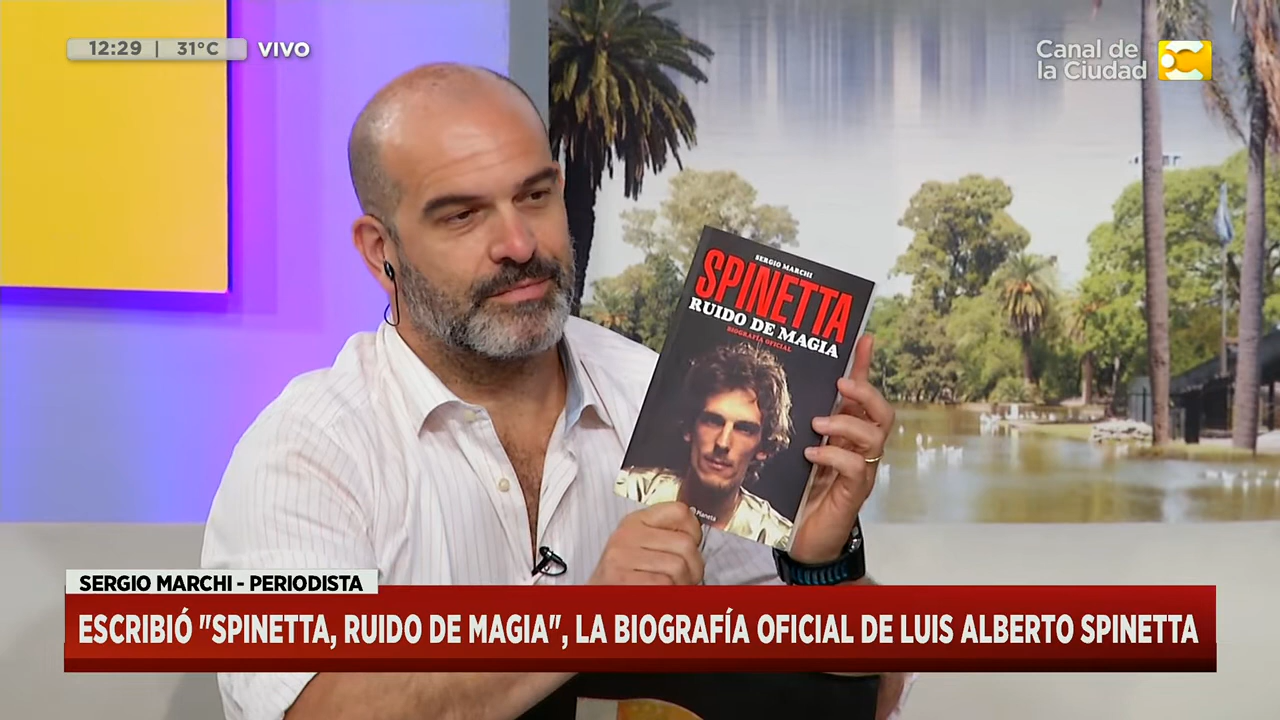 12:29 | 31°C VIVO
Canal de
la Ciudad
SERGIO MARCHI
SPINETTA
RUIDO DE MAGIA
BIOGRAFÍA OFICIAL
Planeta
SERGIO MARCHI - PERIODISTA
ESCRIBIÓ "SPINETTA, RUIDO DE MAGIA", LA BIOGRAFÍA OFICIAL DE LUIS ALBERTO SPINETTA